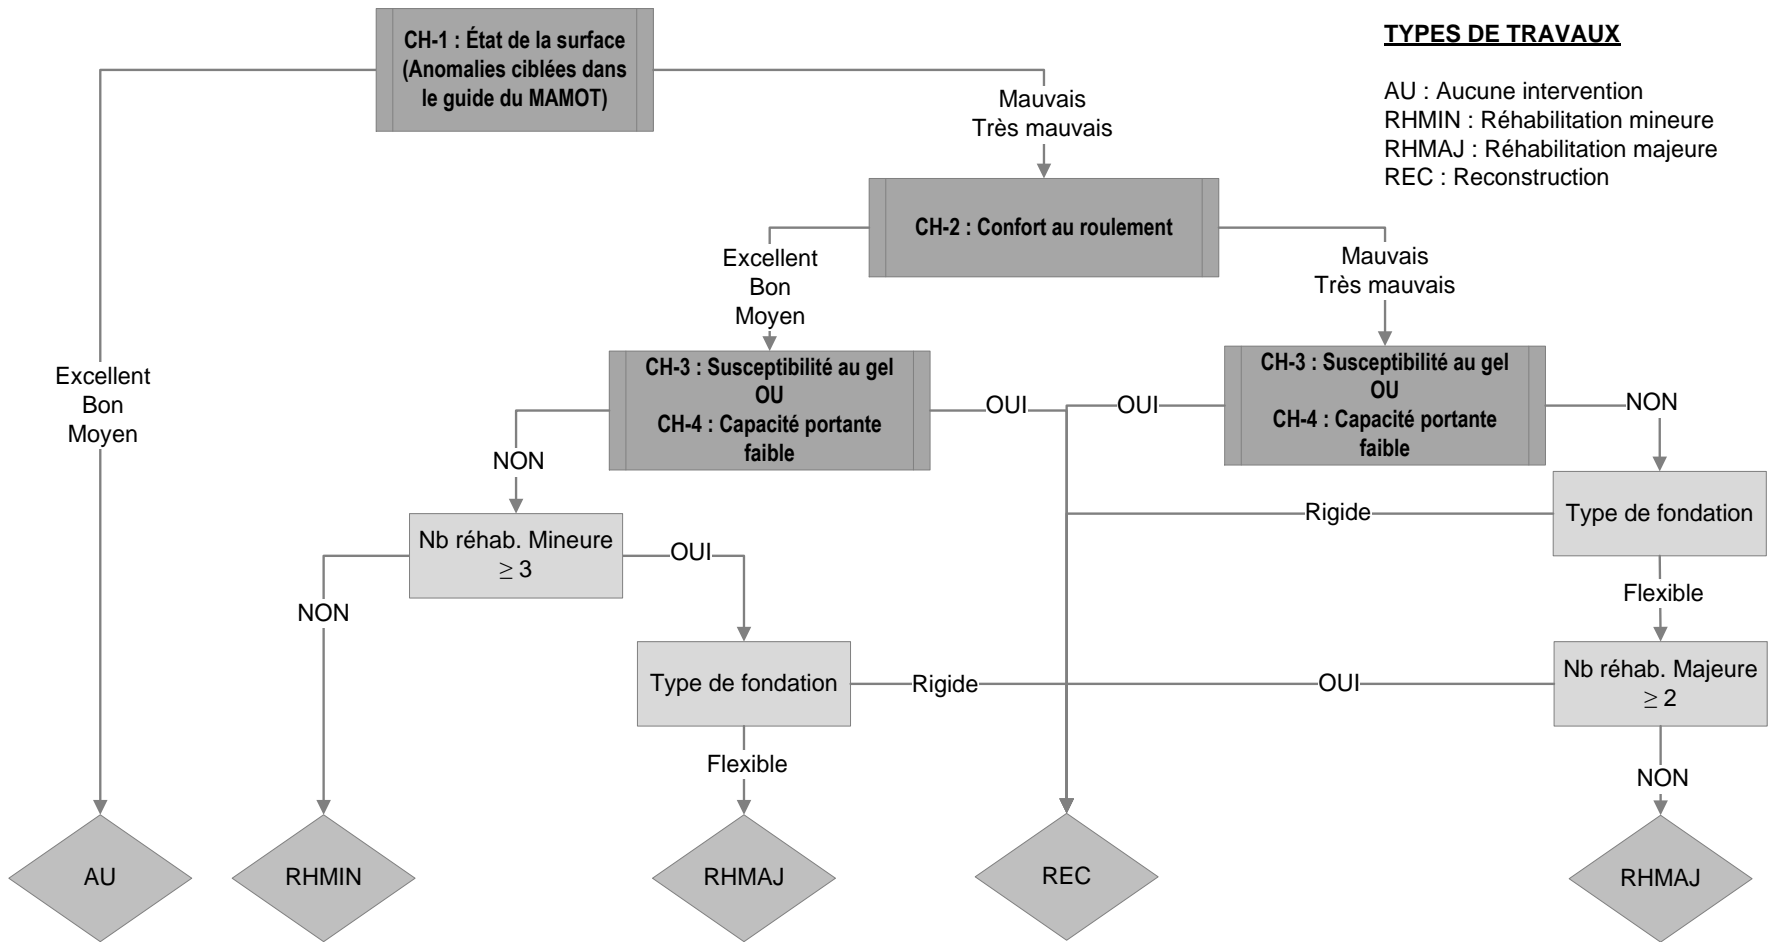 CH-1 : État de la surface
(Anomalies ciblées dans
le guide du MAMOT)
TYPES DE TRAVAUX
AU : Aucune intervention
RHMIN : Réhabilitation mineure
RHMAJ : Réhabilitation majeure
REC : Reconstruction
Mauvais
Très mauvais
CH-2 : Confort au roulement
Excellent
Bon
Moyen
Mauvais
Très mauvais
Excellent
Bon
Moyen
CH-3 : Susceptibilité au gel
OU
CH-4 : Capacité portante
faible
OUI
OUI
CH-3 : Susceptibilité au gel
OU
CH-4 : Capacité portante
faible
NON
NON
Nb réhab. Mineure
≥ 3
OUI
NON
Rigide
Type de fondation
Flexible
Type de fondation
Rigide
OUI
Nb réhab. Majeure
≥ 2
Flexible
NON
AU
RHMIN
RHMAJ
REC
RHMAJ